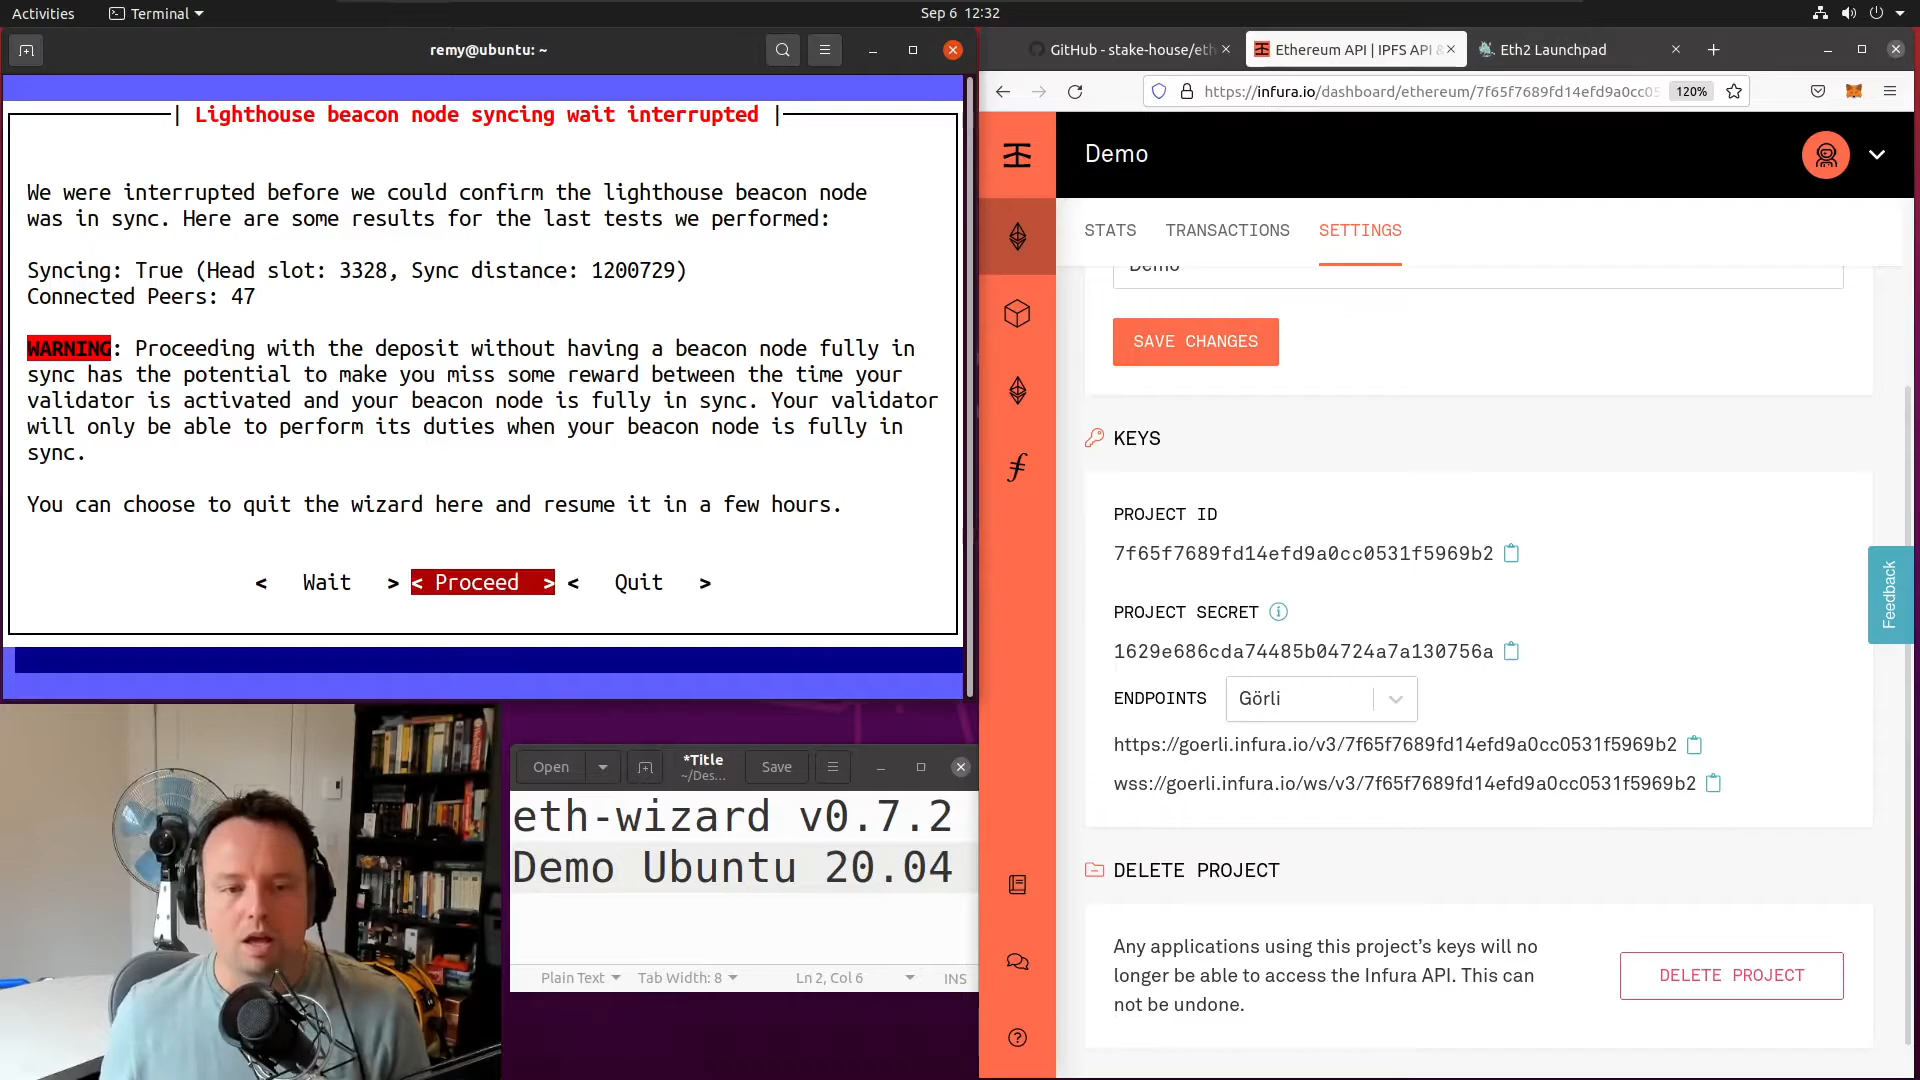 Activities
Terminal
Sep 6 12:32
remy@ubuntu: ~
| Lighthouse beacon node syncing wait interrupted |
We were interrupted before we could confirm the lighthouse beacon node
was in sync. Here are some results for the last tests we performed:
Syncing: True (Head slot: 3328, Sync distance: 1200729)
Connected Peers: 47
WARNING: Proceeding with the deposit without having a beacon node fully in
sync has the potential to make you miss some reward between the time your
validator is activated and your beacon node is fully in sync. Your validator
will only be able to perform its duties when your beacon node is fully in
sync.
You can choose to quit the wizard here and resume it in a few hours.
< Wait > < Proceed > < Quit >
Open
*Title
~/Des...
Save
eth-wizard v0.7.2
Demo Ubuntu 20.04
Plain Text
Tab Width: 8
Ln 2, Col 6
INS
GitHub - stake-house/eth
Ethereum API | IPFS API &
Eth2 Launchpad
https://infura.io/dashboard/ethereum/7f65f7689fd14efd9a0cc05
120%
Demo
STATS
TRANSACTIONS
SETTINGS
Demo
SAVE CHANGES
KEYS
PROJECT ID
7f65f7689fd14efd9a0cc0531f5969b2
PROJECT SECRET
1629e686cda74485b04724a7a130756a
ENDPOINTS
Görli
https://goerli.infura.io/v3/7f65f7689fd14efd9a0cc0531f5969b2
wss://goerli.infura.io/ws/v3/7f65f7689fd14efd9a0cc0531f5969b2
Feedback
DELETE PROJECT
Any applications using this project's keys will no
longer be able to access the Infura API. This can
not be undone.
DELETE PROJECT